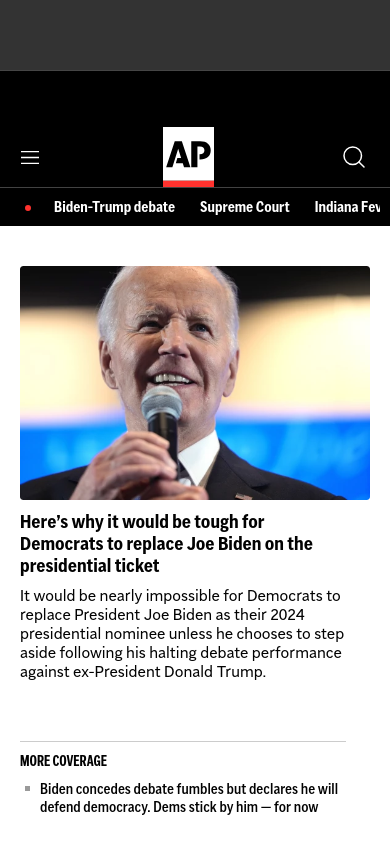 AP
Biden-Trump debate Supreme Court Indiana Fev
Here’s why it would be tough for
Democrats to replace Joe Biden on the
presidential ticket
It would be nearly impossible for Democrats to
replace President Joe Biden as their 2024
presidential nominee unless he chooses to step
aside following his halting debate performance
against ex-President Donald Trump.
MORE COVERAGE
Biden concedes debate fumbles but declares he will
defend democracy. Dems stick by him — for now